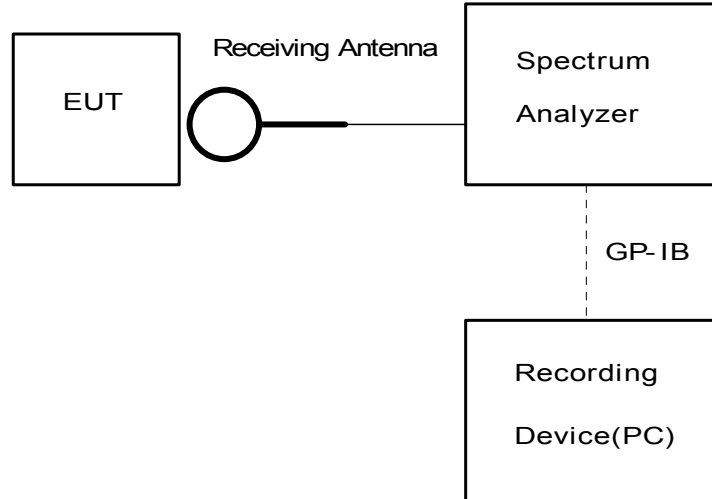 Receiving Antenna
EUT
Spectrum
Analyzer
GP-IB
Recording
Device(PC)